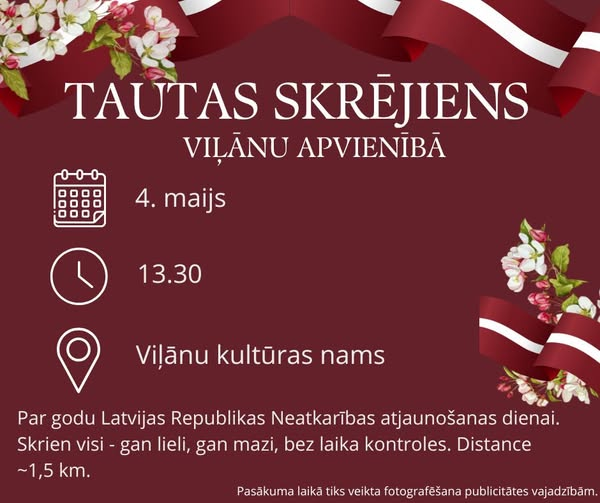 TAUTAS SKRĒJIENS
VIĻĀNU APVIENĪBĀ
4. maijs
13.30
Viļānu kultūras nams
Par godu Latvijas Republikas Neatkarības atjaunošanas dienai.
Skrien visi - gan lieli, gan mazi, bez laika kontroles. Distance
~1,5 km.
Pasākuma laikā tiks veikta fotografēšana publicitātes vajadzībām.